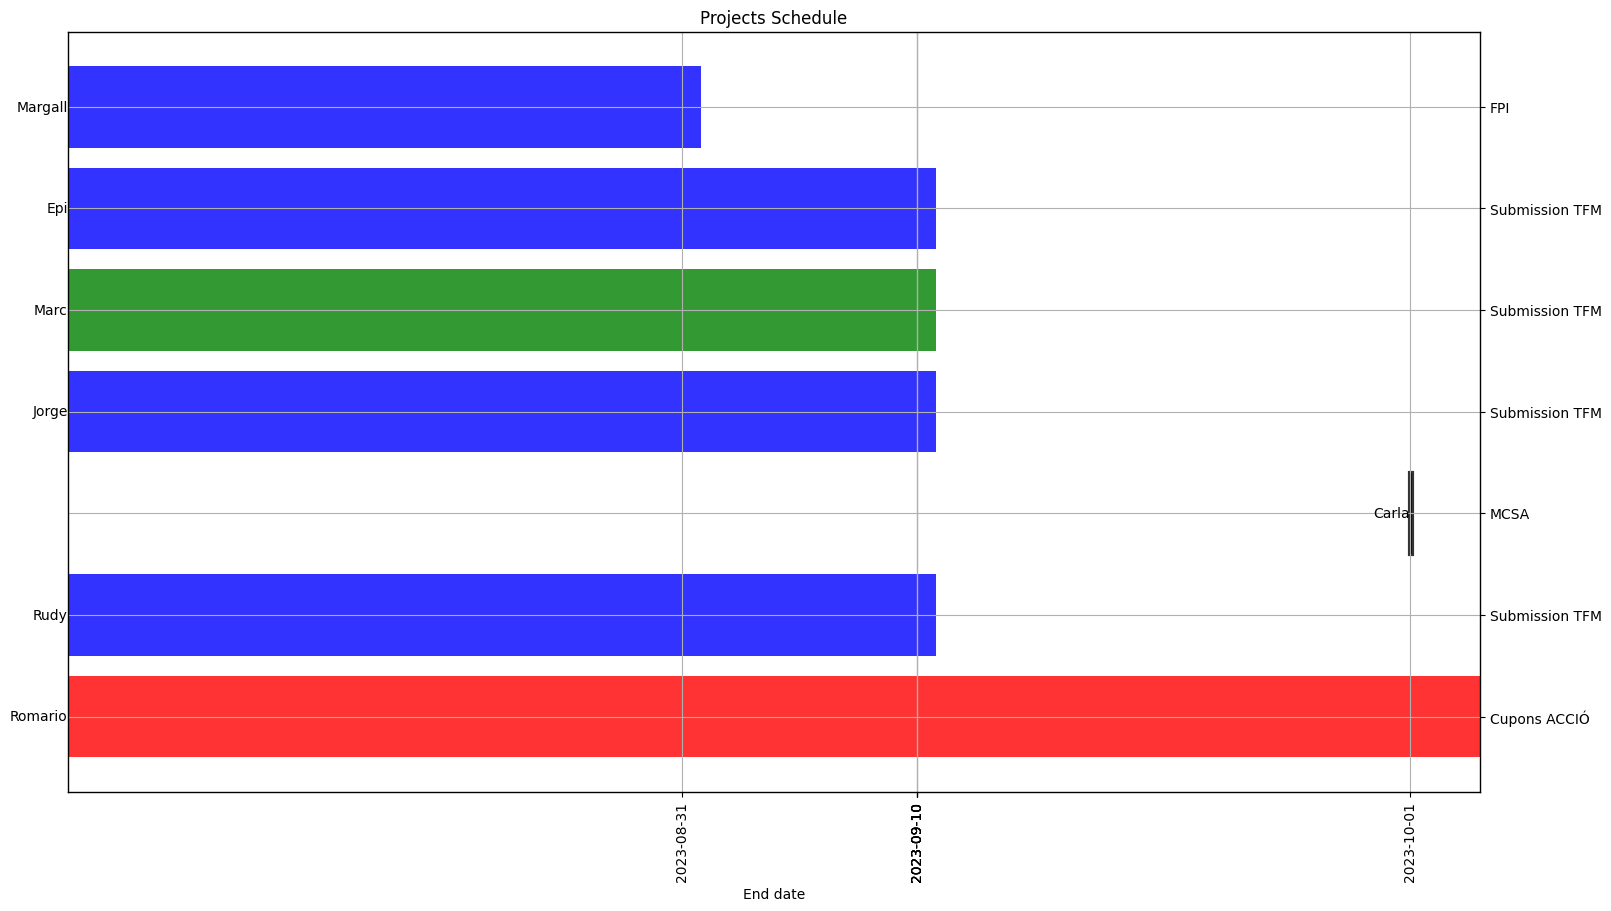 Projects Schedule
Margall
FPI
Epi
Submission TFM
Marc
Submission TFM
Jorge
Submission TFM
Carla
MCSA
Rudy
Submission TFM
Romario
Cupons ACCIÓ
2023-08-31
2023-09-10
2023-10-01
End date